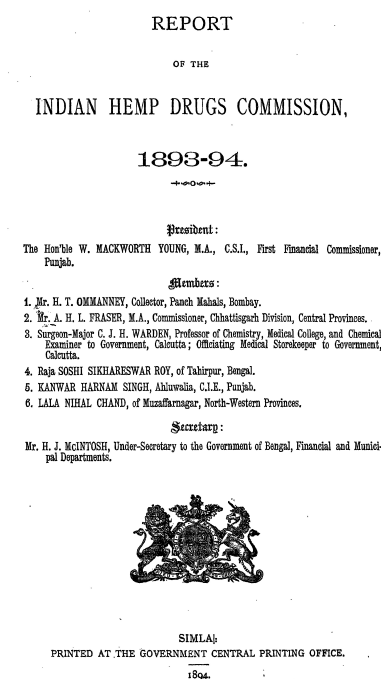 REPORT
OF THE
INDIAN HEMP DRUGS COMMISSION,
1893-94.
President:
The Hon'ble W. MACKWORTH YOUNG, M.A., C.S.I., First Financial Commissioner,
Punjab.
Members:
1. Mr. H. T. OMMANNEY, Collector, Panch Mahals, Bombay.
2. Mr. A. H. L. FRASER, M.A., Commissioner, Chhattisgarh Division, Central Provinces.
3. Surgeon-Major C. J. H. WARDEN, Professor of Chemistry, Medical College, and Chemical
Examiner to Government, Calcutta; Officiating Medical Storekeeper to Government,
Calcutta.
4. Raja SOSHI SIKHARESWAR ROY, of Tahirpur, Bengal.
5. KANWAR HARNAM SINGH, Ahluwalia, C.I.E., Punjab.
6. LALA NIHAL CHAND, of Muzaffarnagar, North-Western Provinces.
Secretary:
Mr. H. J. McINTOSH, Under-Secretary to the Government of Bengal, Financial and Munici-
pal Departments.
SIMLA:
PRINTED AT THE GOVERNMENT CENTRAL PRINTING OFFICE.
1894.